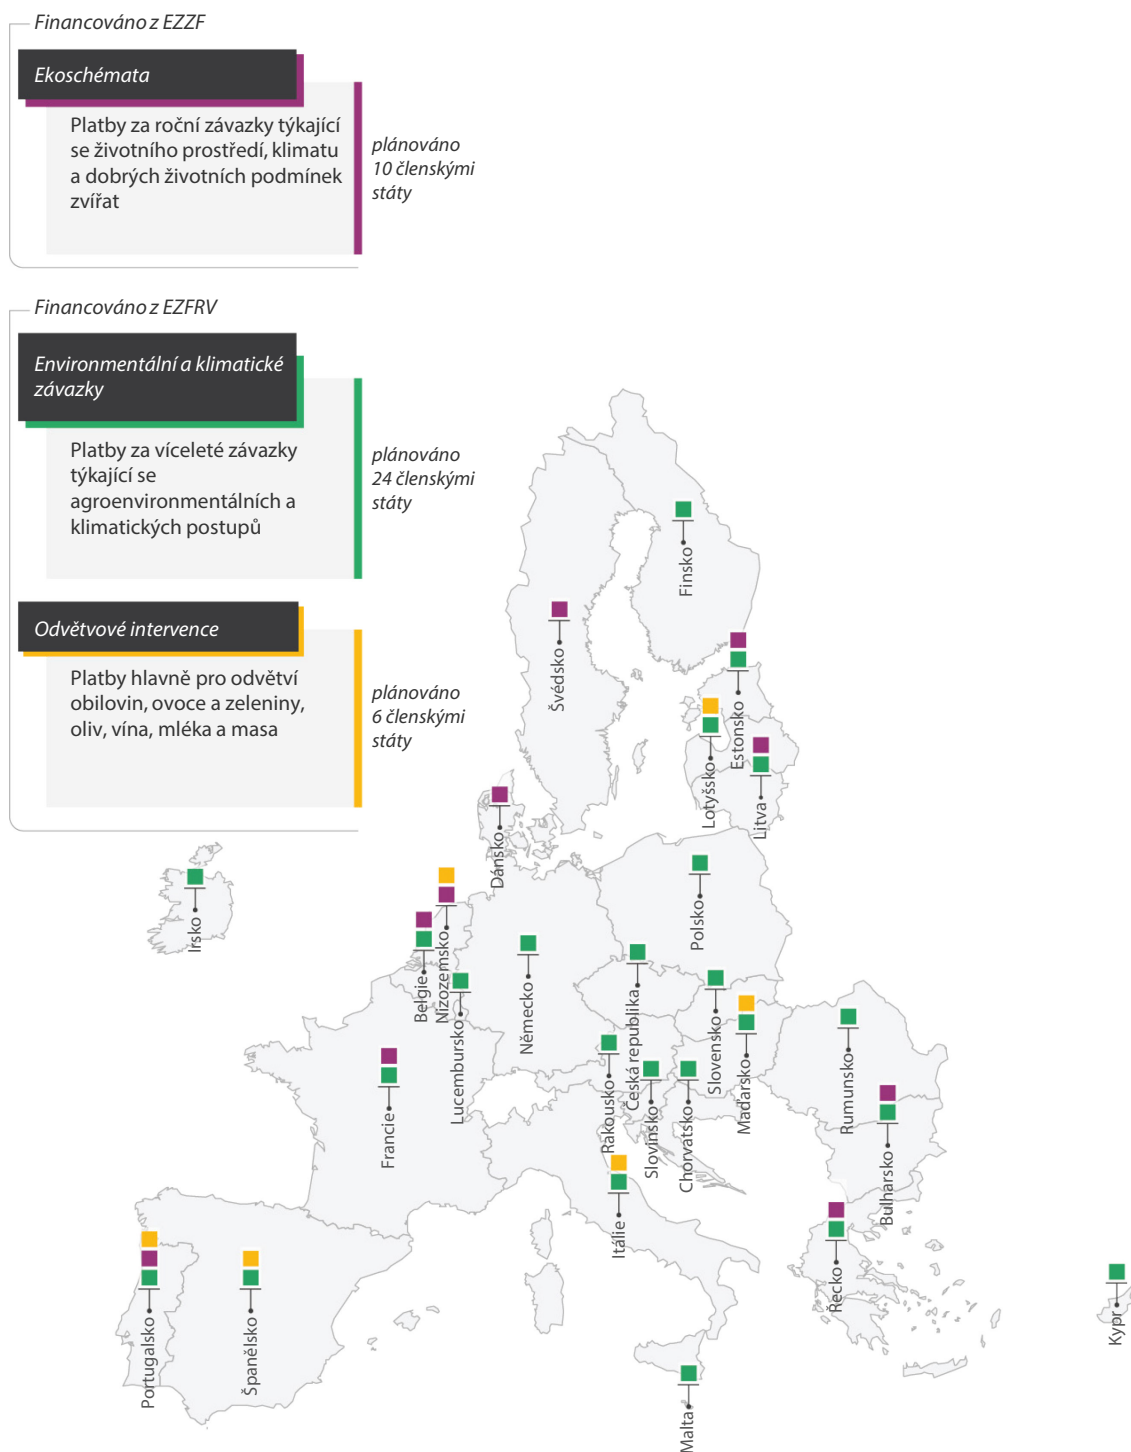 Financováno z EZZF
Ekoschémata
Platby za roční závazky týkající
se životního prostředí, klimatu
a dobrých životních podmínek
zvířat
plánováno
10 členskými
státy
Financováno z EZFRV
Environmentální a klimatické
závazky
Platby za víceleté závazky
týkající se
agroenvironmentálních a
klimatických postupů
plánováno
24 členskými
státy
Odvětvové intervence
Platby hlavně pro odvětví
obilovin, ovoce a zeleniny,
oliv, vína, mléka a masa
plánováno
6 členskými
státy
Finsko
Švédsko
Estonsko
Lotyšsko
Litva
Dánsko
Irsko
Polsko
Belgie
Nizozemsko
Německo
Lucembursko
Česká republika
Slovensko
Maďarsko
Rumunsko
Francie
Rakousko
Slovinsko
Chorvatsko
Bulharsko
Itálie
Řecko
Portugalsko
Španělsko
Kypr
Malta